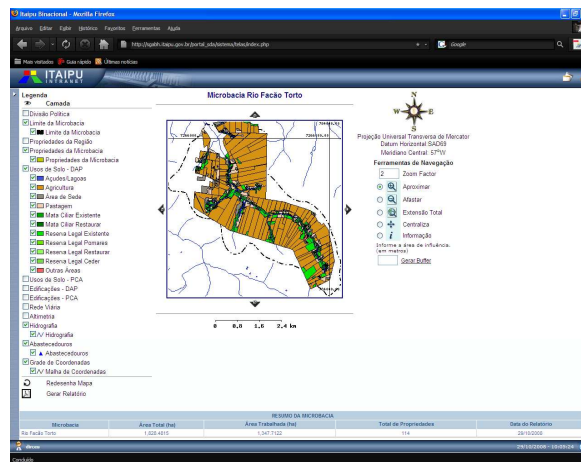 Itaipu Binacional - Mozilla Firefox
Arquivo Editar Exibir Histórico Favoritos Ferramentas Ajuda
Google
Mais visitados Guia rápido Últimas notícias
ITAIPU
INTRANET
Legenda
Camada
Divisão Política
Limite da Microbacia
Limite da Microbacia
Propriedades da Região
Propriedades da Microbacia
Propriedades da Microbacia
Usos de Solo - DAP
Açudes/Lagoas
Agricultura
Área de Sede
Pastagem
Mata Ciliar Existente
Mata Ciliar Restaurar
Reserva Legal Existente
Reserva Legal Pomares
Reserva Legal Restaurar
Reserva Legal Ceder
Outras Áreas
Usos da Solo - PCA
Edificações - DAP
Edificações - PCA
Rede Viária
Altimetria
Hidrografia
Hidrografia
Abastecedouros
Abastecedouros
Grade de Coordenadas
Malha de Coordenadas
Redesenha Mapa
Gerar Relatório
Microbacia Rio Facão Torto
0 0,8 1,6 2,4 km
N
W E
S
Projeção Universal Transversa de Mercator
Datum Horizontal SAD69
Meridiano Central: 57°W
Ferramentas de Navegação
2 Zoom Factor
Aproximar
Afastar
Extensão Total
Centraliza
i Informação
Informe a área de influência.
(em metros)
Gerar Buffer
RESUMO DA MICROBACIA
Microbacia Área Total (ha) Área Trabalhada (ha) Total de Propriedades Data do Relatório
Rio Facão Torto 114 29/10/2008
Concluído